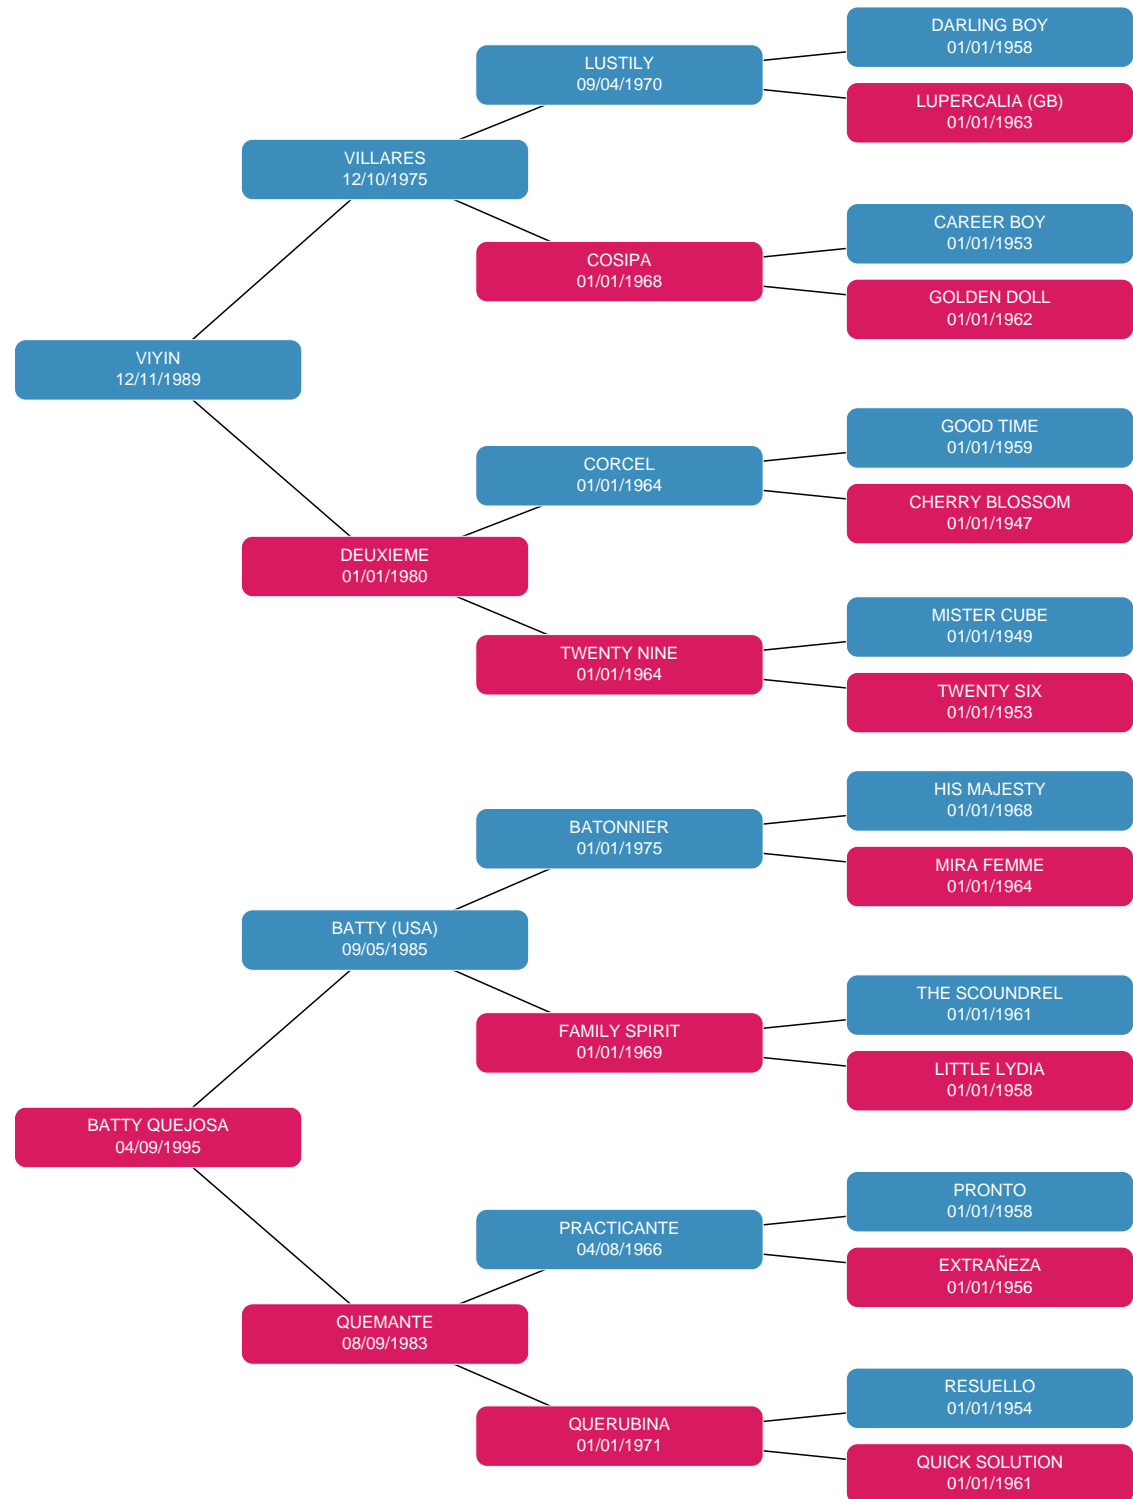 DARLING BOY
01/01/1958
LUSTILY
09/04/1970
LUPERCALIA (GB)
01/01/1963
VILLARES
12/10/1975
CAREER BOY
01/01/1953
COSIPA
01/01/1968
GOLDEN DOLL
01/01/1962
VIYIN
12/11/1989
GOOD TIME
01/01/1959
CORCEL
01/01/1964
CHERRY BLOSSOM
01/01/1947
DEUXIEME
01/01/1980
MISTER CUBE
01/01/1949
TWENTY NINE
01/01/1964
TWENTY SIX
01/01/1953
HIS MAJESTY
01/01/1968
BATONNIER
01/01/1975
MIRA FEMME
01/01/1964
BATTY (USA)
09/05/1985
THE SCOUNDREL
01/01/1961
FAMILY SPIRIT
01/01/1969
LITTLE LYDIA
01/01/1958
BATTY QUEJOSA
04/09/1995
PRONTO
01/01/1958
PRACTICANTE
04/08/1966
EXTRAÑEZA
01/01/1956
QUEMANTE
08/09/1983
RESUELLO
01/01/1954
QUERUBINA
01/01/1971
QUICK SOLUTION
01/01/1961